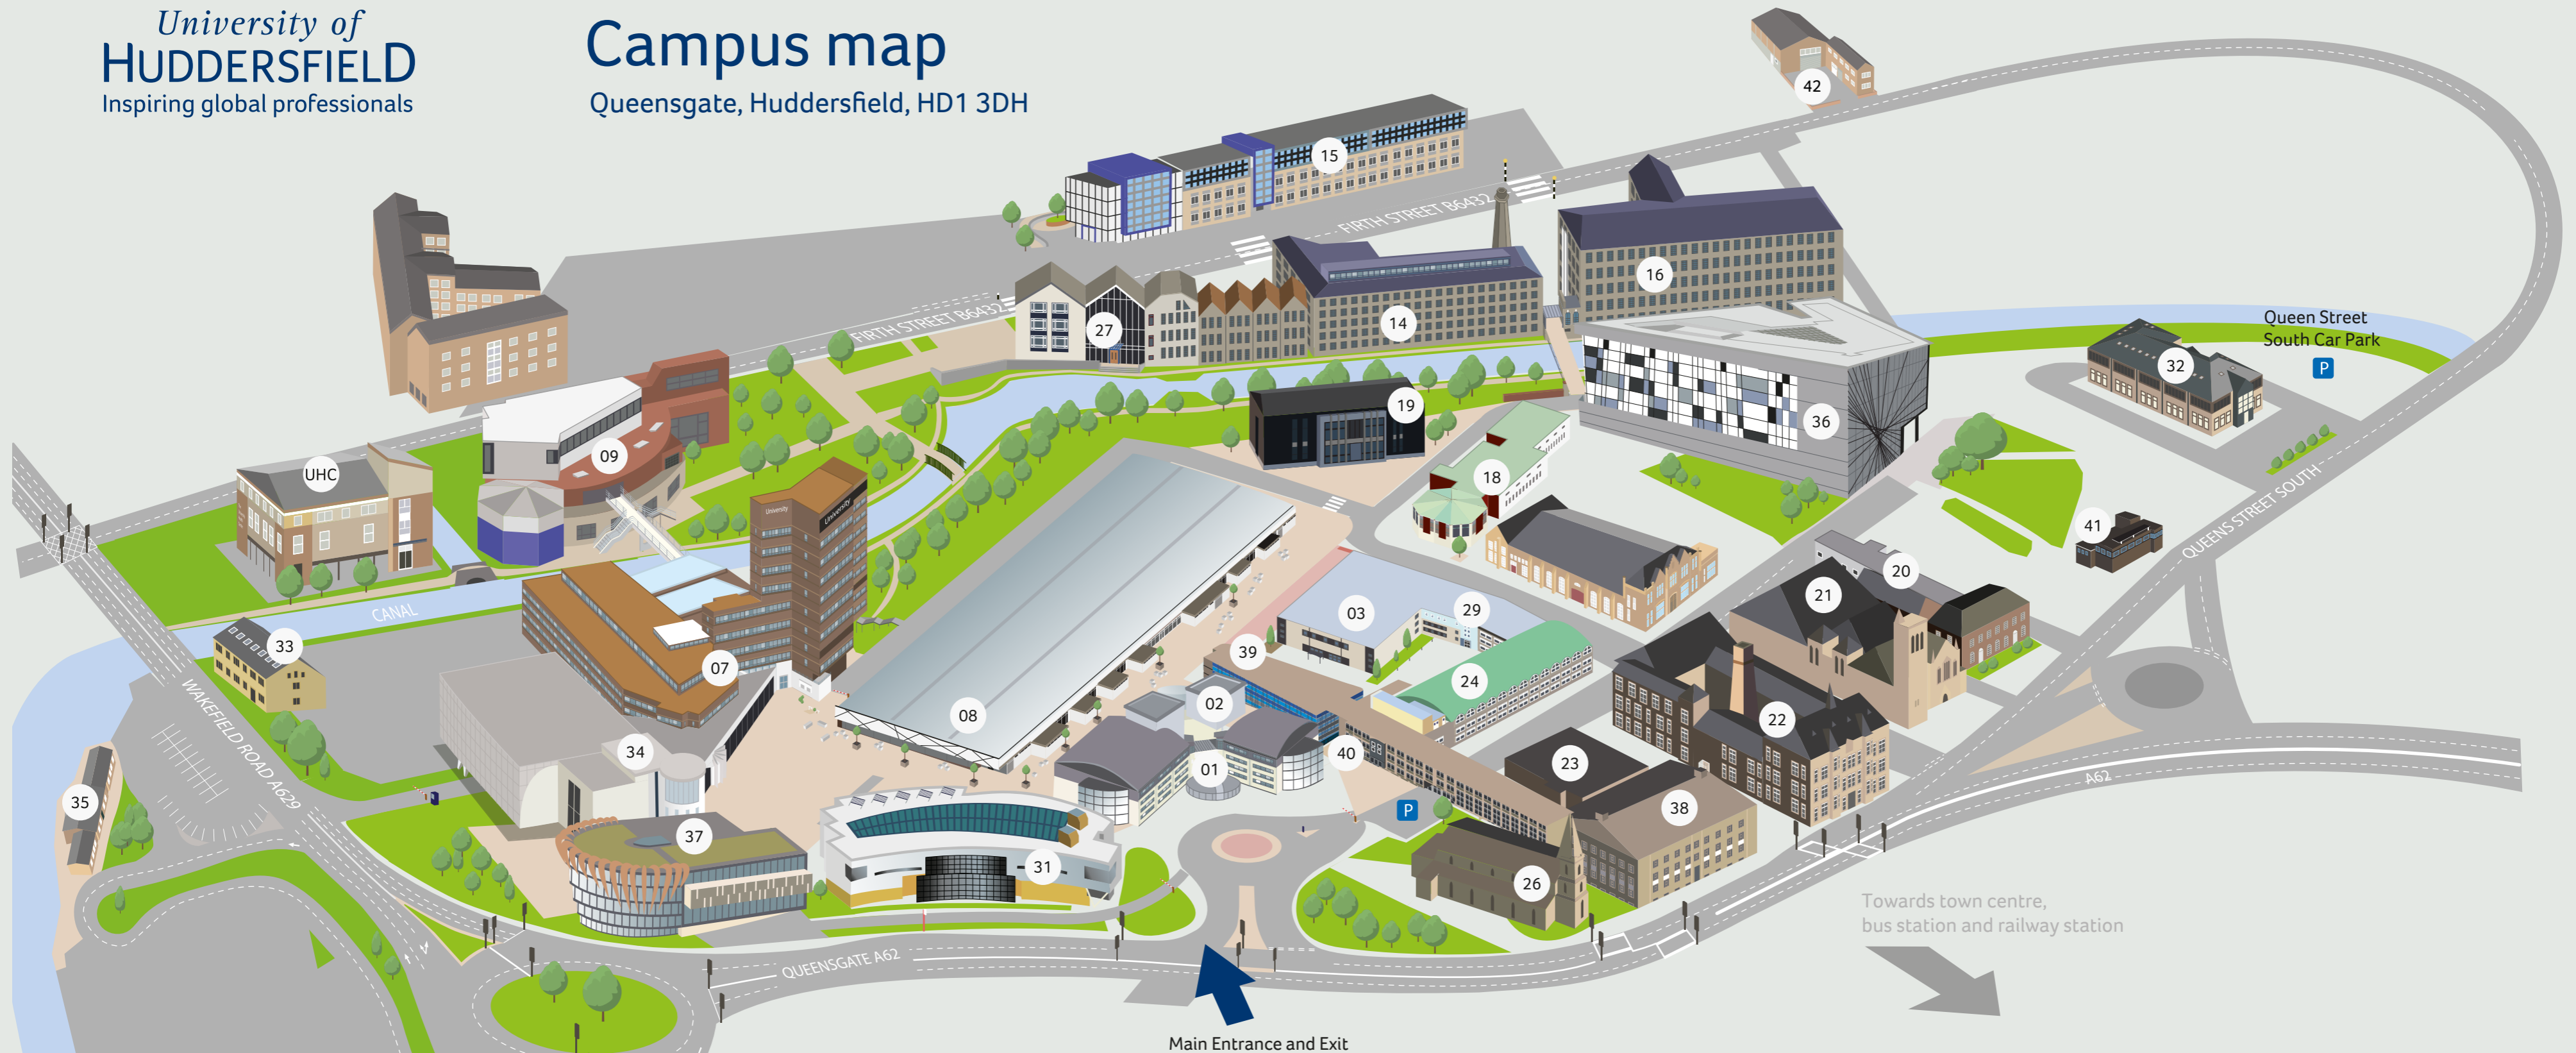 University of
HUDDERSFIELD
Inspiring global professionals
Campus map
Queensgate, Huddersfield, HD1 3DH
42
15
FIRTH STREET B6432
16
27
14
FIRTH STREET B6432
Queen Street
South Car Park
P
32
19
36
09
UHC
18
University
University
41
QUEENS STREET SOUTH
20
21
CANAL
03
29
33
39
07
24
02
08
22
WAKEFIELD ROAD A629
34
40
01
23
A62
35
37
P
38
31
26
Towards town centre,
bus station and railway station
QUEENSGATE A62
Main Entrance and Exit